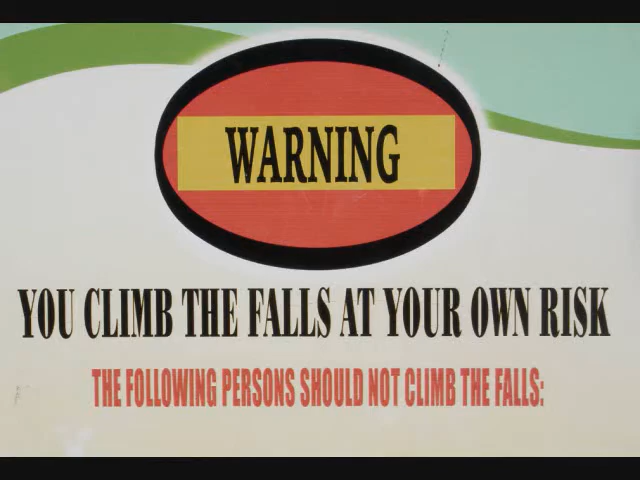 WARNING
YOU CLIMB THE FALLS AT YOUR OWN RISK
THE FOLLOWING PERSONS SHOULD NOT CLIMB THE FALLS: